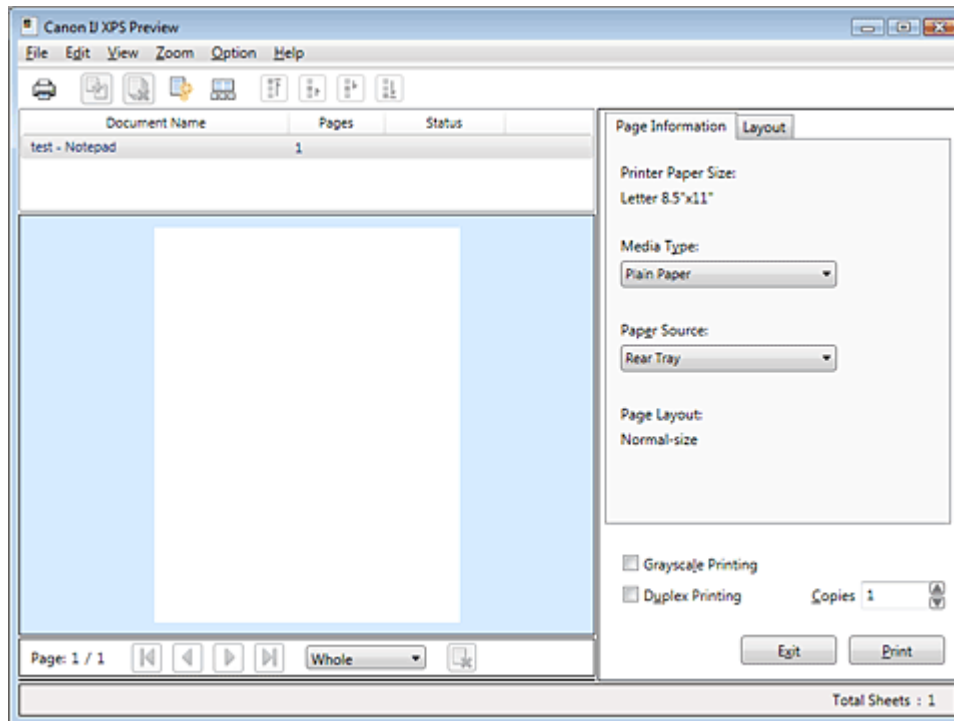 Canon IJ XPS Preview
File Edit View Zoom Option Help
Document Name Pages Status
test - Notepad 1
Page Information Layout
Printer Paper Size:
Letter 8.5"x11"
Media Type:
Plain Paper
Paper Source:
Rear Tray
Page Layout:
Normal-size
Grayscale Printing
Duplex Printing Copies 1
Page: 1 / 1 Whole
Exit Print
Total Sheets : 1